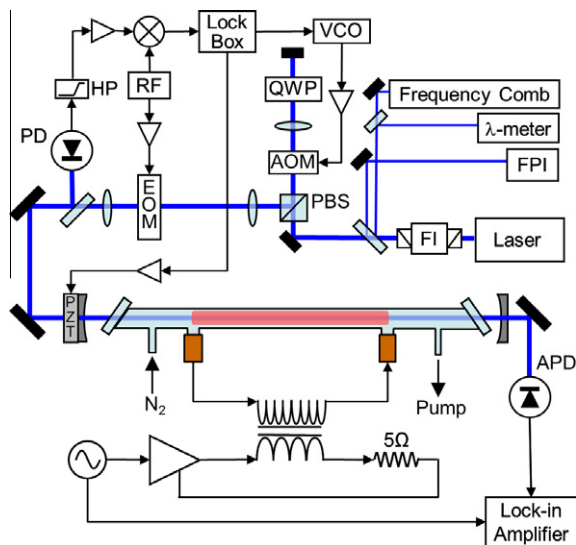 Lock
Box
VCO
HP
RF
QWP
Frequency Comb
λ-meter
PD
FPI
AOM
EOM
PBS
FI
Laser
PZT
N2
Pump
APD
5Ω
Lock-in
Amplifier